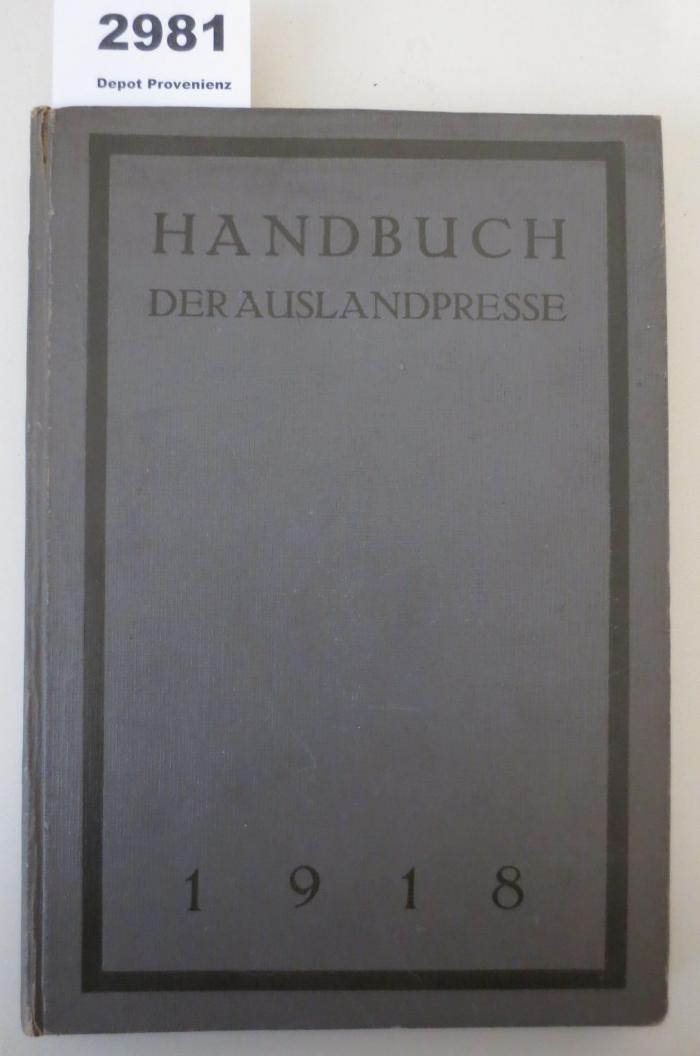 2981
Depot Provenienz
HANDBUCH
DER AUSLANDPRESSE
1918